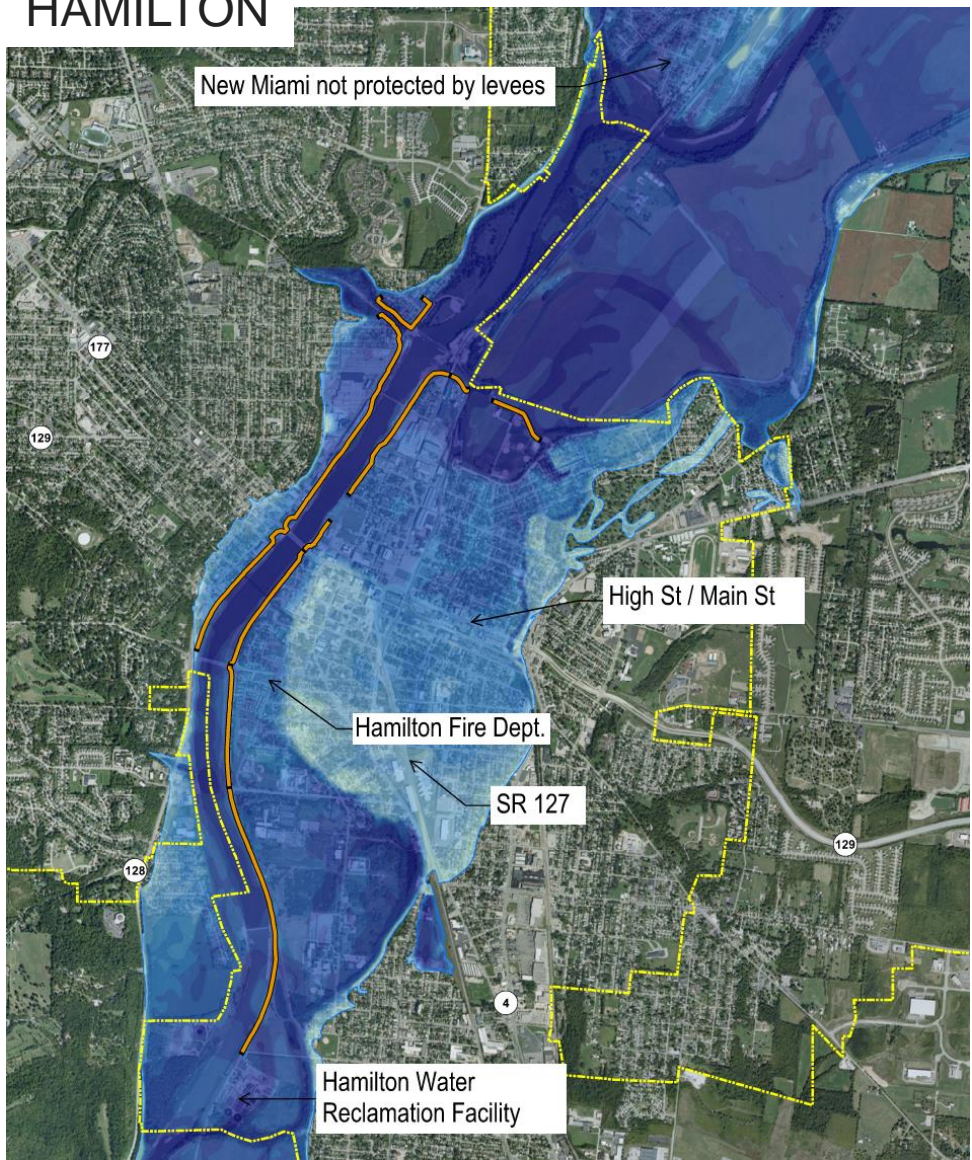 HAMILTON
New Miami not protected by levees
177
129
High St / Main St
Hamilton Fire Dept.
SR 127
129
128
4
Hamilton Water
Reclamation Facility